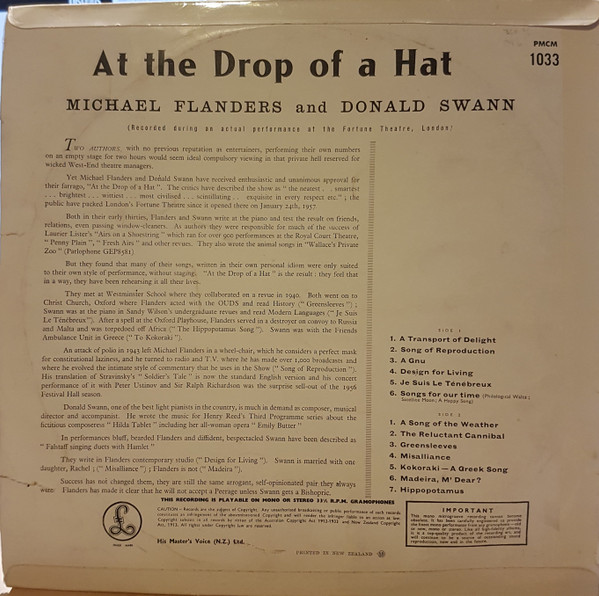 PMCM
1033
At the Drop of a Hat
MICHAEL FLANDERS and DONALD SWANN
(Recorded during an actual performance at the Fortune Theatre, London)
TWO AUTHORS, with no previous reputation as entertainers, performing their own numbers
on an empty stage for two hours would seem ideal compulsory viewing in that private hell reserved for
wicked West-End theatre managers.
Yet Michael Flanders and Donald Swann have received enthusiastic and unanimous approval for
their farrago, "At the Drop of a Hat". The critics have described the show as "the neatest . . smartest
. . . brightest . . . wittiest . . . most civilised . . . scintillating . . exquisite in every respect etc."; the
public have packed London's Fortune Theatre since it opened there on January 24th, 1957.
Both in their early thirties, Flanders and Swann write at the piano and test the result on friends,
relations, even passing window-cleaners. As authors they were responsible for much of the success of
Laurier Lister's "Airs on a Shoestring" which ran for over 900 performances at the Royal Court Theatre,
"Penny Plain", "Fresh Airs" and other revues. They also wrote the animal songs in "Wallace's Private
Zoo" (Parlophone GEP8581)
But they found that many of their songs, written in their own personal idiom were only suited
to their own style of performance, without staging; "At the Drop of a Hat" is the result: they feel that
in a way, they have been rehearsing it all their lives.
They met at Westminster School where they collaborated on a revue in 1940. Both went on to
Christ Church, Oxford where Flanders acted with the OUDS and read History ("Greensleeves");
Swann was at the piano in Sandy Wilson's undergraduate revues and read Modern Languages ("Je Suis
Le Ténébreux"). After a spell at the Oxford Playhouse, Flanders served in a destroyer on convoy to Russia
and Malta and was torpedoed off Africa ("The Hippopotamus Song"). Swann was with the Friends
Ambulance Unit in Greece ("To Kokoraki").
An attack of polio in 1943 left Michael Flanders in a wheel-chair, which he considers a perfect mask
for constitutional laziness, and he turned to radio and T.V. where he has made over 1,000 broadcasts and
where he evolved the intimate style of commentary that he uses in the Show ("Song of Reproduction").
His translation of Stravinsky's "Soldier's Tale" is now the standard English version and his concert
performance of it with Peter Ustinov and Sir Ralph Richardson was the surprise sell-out of the 1956
Festival Hall season.
Donald Swann, one of the best light pianists in the country, is much in demand as composer, musical
director and accompanist. He wrote the music for Henry Reed's Third Programme series about the
ficutious composeress "Hilda Tablet" including her all-woman opera "Emily Butter"
In performances bluff, bearded Flanders and diffident, bespectacled Swann have been described as
"Falstaff singing duets with Hamlet"
They write in Flanders contemporary studio ("Design for Living"). Swann is married with one
daughter, Rachel; ("Misalliance"); Flanders is not ("Madeira").
Success has not changed them, they are still the same arrogant, self-opinionated pair they always
were. Flanders has made it clear that he will not accept a Peerage unless Swann gets a Bishopric.
SIDE 1
1. A Transport of Delight
2. Song of Reproduction
3. A Gnu
4. Design for Living
5. Je Suis Le Ténébreux
6. Songs for our time (Philological Waltz;
Satellite Moon; A Happy Song)
SIDE 2
1. A Song of the Weather
2. The Reluctant Cannibal
3. Greensleeves
4. Misalliance
5. Kokoraki—A Greek Song
6. Madeira, M' Dear?
7. Hippopotamus
THIS RECORDING IS PLAYABLE ON MONO OR STEREO 33⅓ R.P.M. GRAMOPHONES
CAUTION—Records are the subject of Copyright. Any unauthorised broadcasting or public performance of such records
constitutes an infringement of the
His Master's Voice (N.Z.) Ltd.
PRINTED IN NEW ZEALAND
IMPORTANT